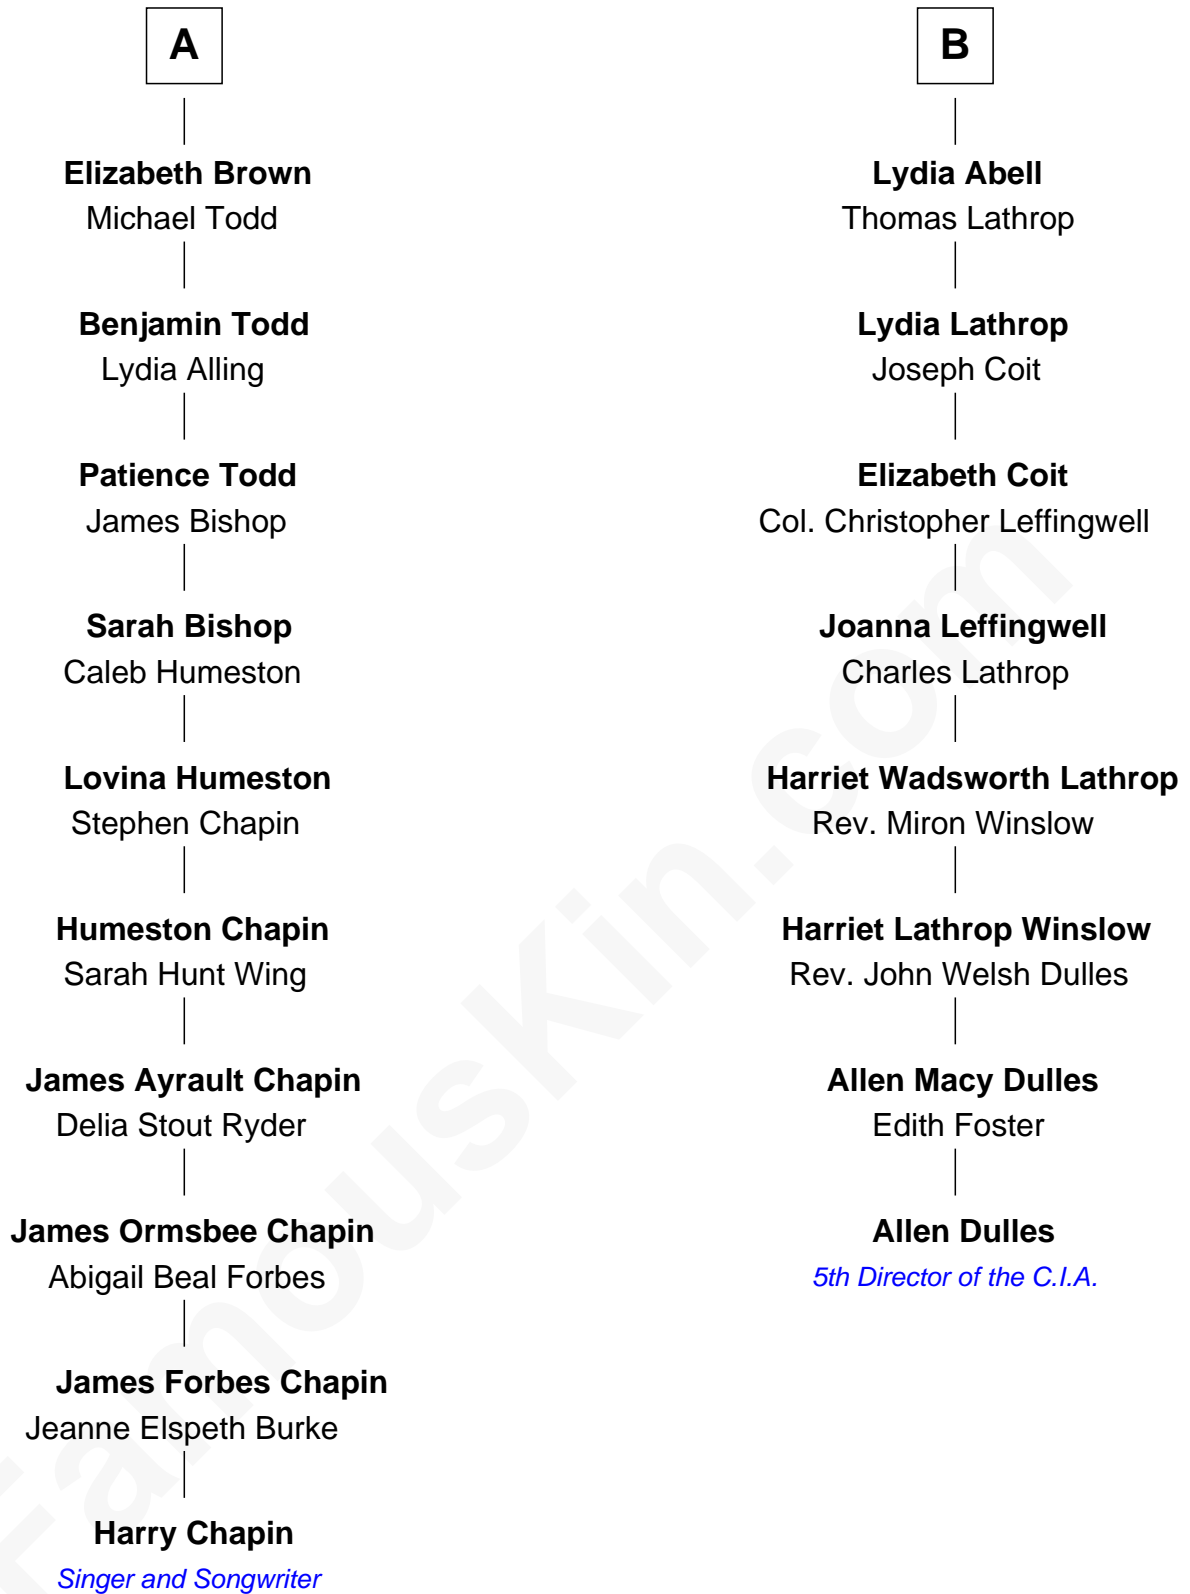 A
Elizabeth Brown
Michael Todd
Benjamin Todd
Lydia Alling
Patience Todd
James Bishop
Sarah Bishop
Caleb Humeston
Lovina Humeston
Stephen Chapin
Humeston Chapin
Sarah Hunt Wing
James Ayrault Chapin
Delia Stout Ryder
James Ormsbee Chapin
Abigail Beal Forbes
James Forbes Chapin
Jeanne Elspeth Burke
Harry Chapin
Singer and Songwriter
B
Lydia Abell
Thomas Lathrop
Lydia Lathrop
Joseph Coit
Elizabeth Coit
Col. Christopher Leffingwell
Joanna Leffingwell
Charles Lathrop
Harriet Wadsworth Lathrop
Rev. Miron Winslow
Harriet Lathrop Winslow
Rev. John Welsh Dulles
Allen Macy Dulles
Edith Foster
Allen Dulles
5th Director of the C.I.A.
FamousKin.com